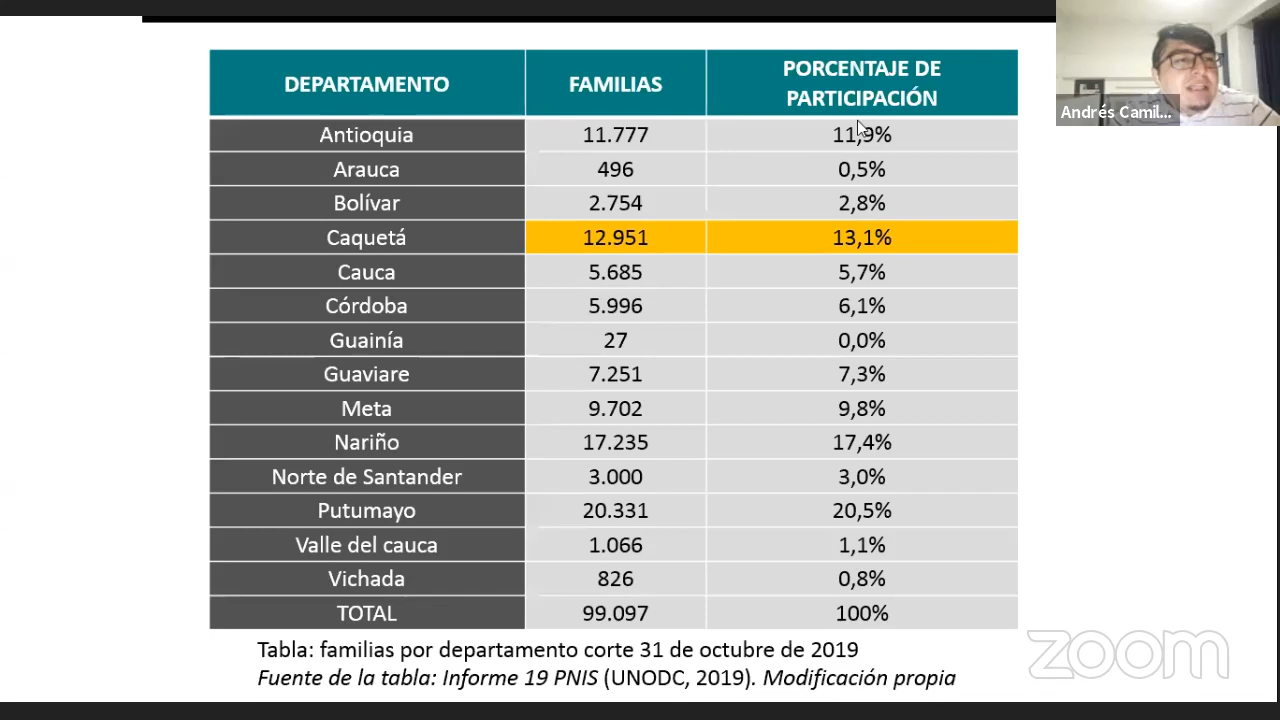 DEPARTAMENTO FAMILIAS PORCENTAJE DE PARTICIPACIÓN
Antioquia 11.777 11,9%
Arauca 496 0,5%
Bolívar 2.754 2,8%
Caquetá 12.951 13,1%
Cauca 5.685 5,7%
Córdoba 5.996 6,1%
Guainía 27 0,0%
Guaviare 7.251 7,3%
Meta 9.702 9,8%
Nariño 17.235 17,4%
Norte de Santander 3.000 3,0%
Putumayo 20.331 20,5%
Valle del cauca 1.066 1,1%
Vichada 826 0,8%
TOTAL 99.097 100%
Tabla: familias por departamento corte 31 de octubre de 2019
Fuente de la tabla: Informe 19 PNIS (UNODC, 2019). Modificación propia
Andrés Camil...
zoom